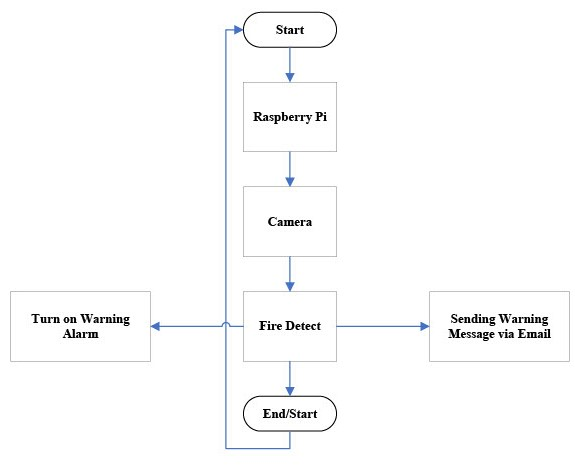 Start
Raspberry Pi
Camera
Turn on Warning
Alarm
Fire Detect
Sending Warning
Message via Email
End/Start